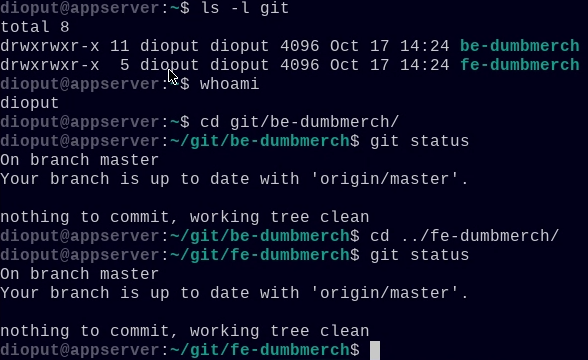 dioput@appserver:~$ ls -l git
total 8
drwxrwxr-x 11 dioput dioput 4096 Oct 17 14:24 be-dumbmerch
drwxrwxr-x  5 dioput dioput 4096 Oct 17 14:24 fe-dumbmerch
dioput@appserver:~$ whoami
dioput
dioput@appserver:~$ cd git/be-dumbmerch/
dioput@appserver:~/git/be-dumbmerch$ git status
On branch master
Your branch is up to date with 'origin/master'.

nothing to commit, working tree clean
dioput@appserver:~/git/be-dumbmerch$ cd ../fe-dumbmerch/
dioput@appserver:~/git/fe-dumbmerch$ git status
On branch master
Your branch is up to date with 'origin/master'.

nothing to commit, working tree clean
dioput@appserver:~/git/fe-dumbmerch$